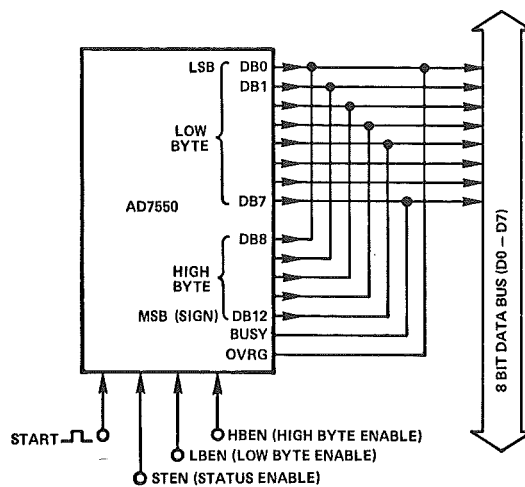 LSB DB0
DB1
LOW
BYTE
AD7550
DB7
DB8
HIGH
BYTE
MSB (SIGN) DB12
BUSY
OVRG
8 BIT DATA BUS (D0 – D7)
START
HBEN (HIGH BYTE ENABLE)
LBEN (LOW BYTE ENABLE)
STEN (STATUS ENABLE)